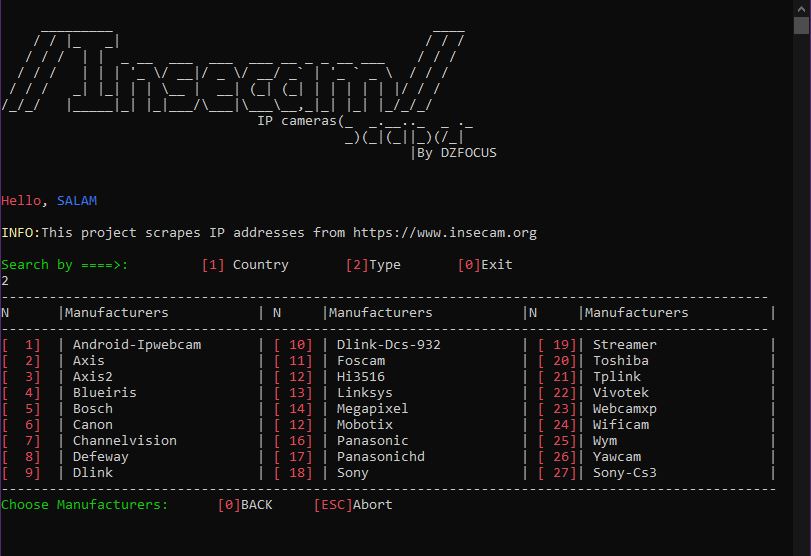 Insecam
IP cameras Scraper
|By DZFOCUS
Hello, SALAM
INFO:This project scrapes IP addresses from https://www.insecam.org
Search by ====>: [1] Country [2]Type [0]Exit
2
N |Manufacturers | N |Manufacturers |N |Manufacturers |
[ 1] | Android-Ipwebcam | [ 10] | Dlink-Dcs-932 | [ 19]| Streamer |
[ 2] | Axis | [ 11] | Foscam | [ 20]| Toshiba |
[ 3] | Axis2 | [ 12] | Hi3516 | [ 21]| Tplink |
[ 4] | Blueiris | [ 13] | Linksys | [ 22]| Vivotek |
[ 5] | Bosch | [ 14] | Megapixel | [ 23]| Webcamxp |
[ 6] | Canon | [ 12] | Mobotix | [ 24]| Wificam |
[ 7] | Channelvision | [ 16] | Panasonic | [ 25]| Wym |
[ 8] | Defeway | [ 17] | Panasonichd | [ 26]| Yawcam |
[ 9] | Dlink | [ 18] | Sony | [ 27]| Sony-Cs3 |
Choose Manufacturers: [0]BACK [ESC]Abort